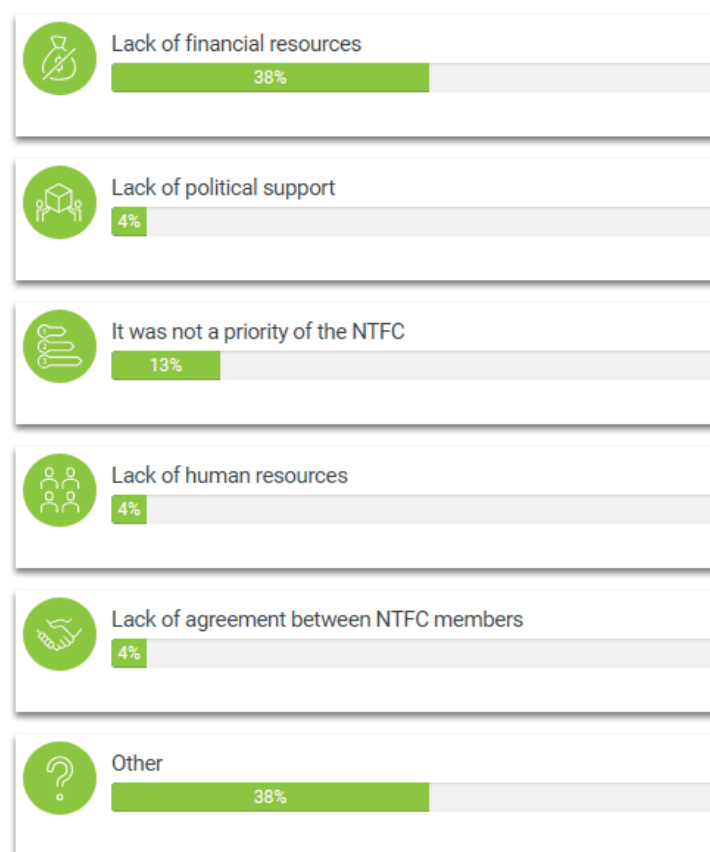 Lack of financial resources
38%
Lack of political support
4%
It was not a priority of the NTFC
13%
Lack of human resources
4%
Lack of agreement between NTFC members
4%
Other
38%